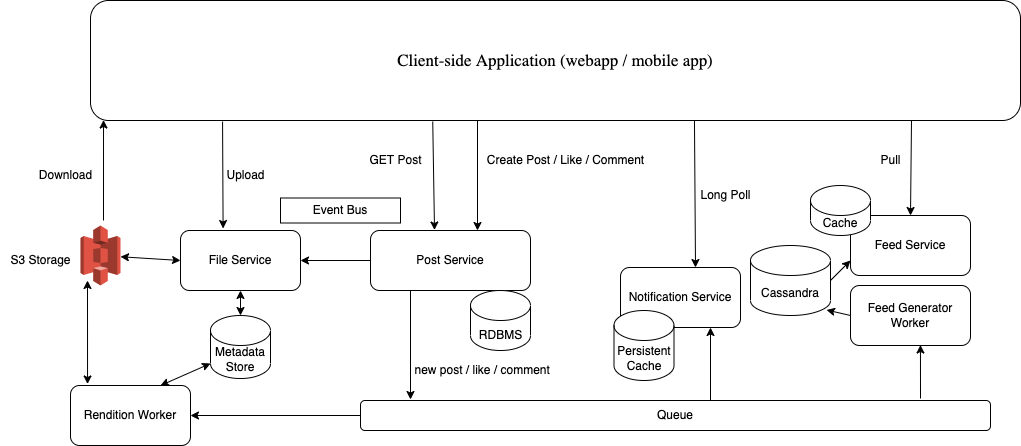 Client-side Application (webapp / mobile app)
GET Post
Create Post / Like / Comment
Pull
Download
Upload
Long Poll
Event Bus
Cache
S3 Storage
File Service
Post Service
Feed Service
Notification Service
Cassandra
Feed Generator
Worker
RDBMS
Metadata
Store
Persistent
Cache
new post / like / comment
Rendition Worker
Queue